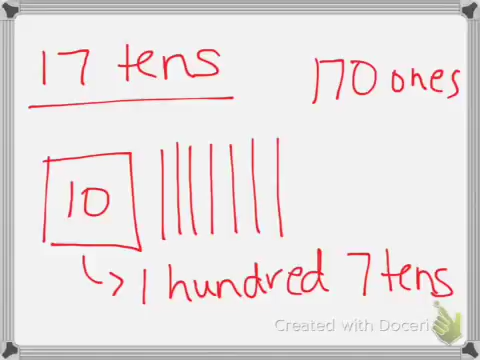 17 tens
170 ones
10
1 hundred 7 tens
Created with Doceri